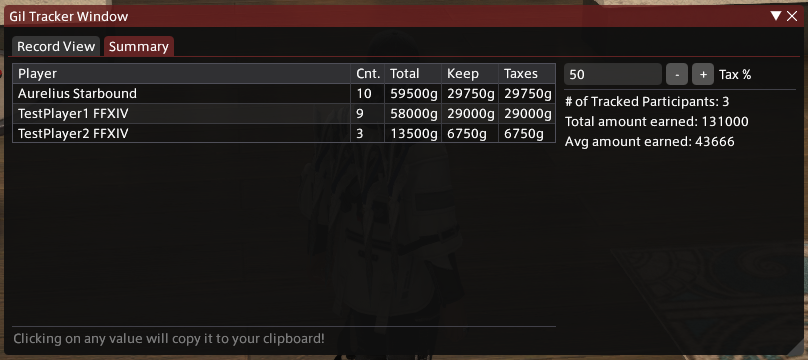 Gil Tracker Window
Record View Summary
Player Cnt. Total Keep Taxes
Aurelius Starbound 10 59500g 29750g 29750g
TestPlayer1 FFXIV 9 58000g 29000g 29000g
TestPlayer2 FFXIV 3 13500g 6750g 6750g
50 - + Tax %
# of Tracked Participants: 3
Total amount earned: 131000
Avg amount earned: 43666
Clicking on any value will copy it to your clipboard!